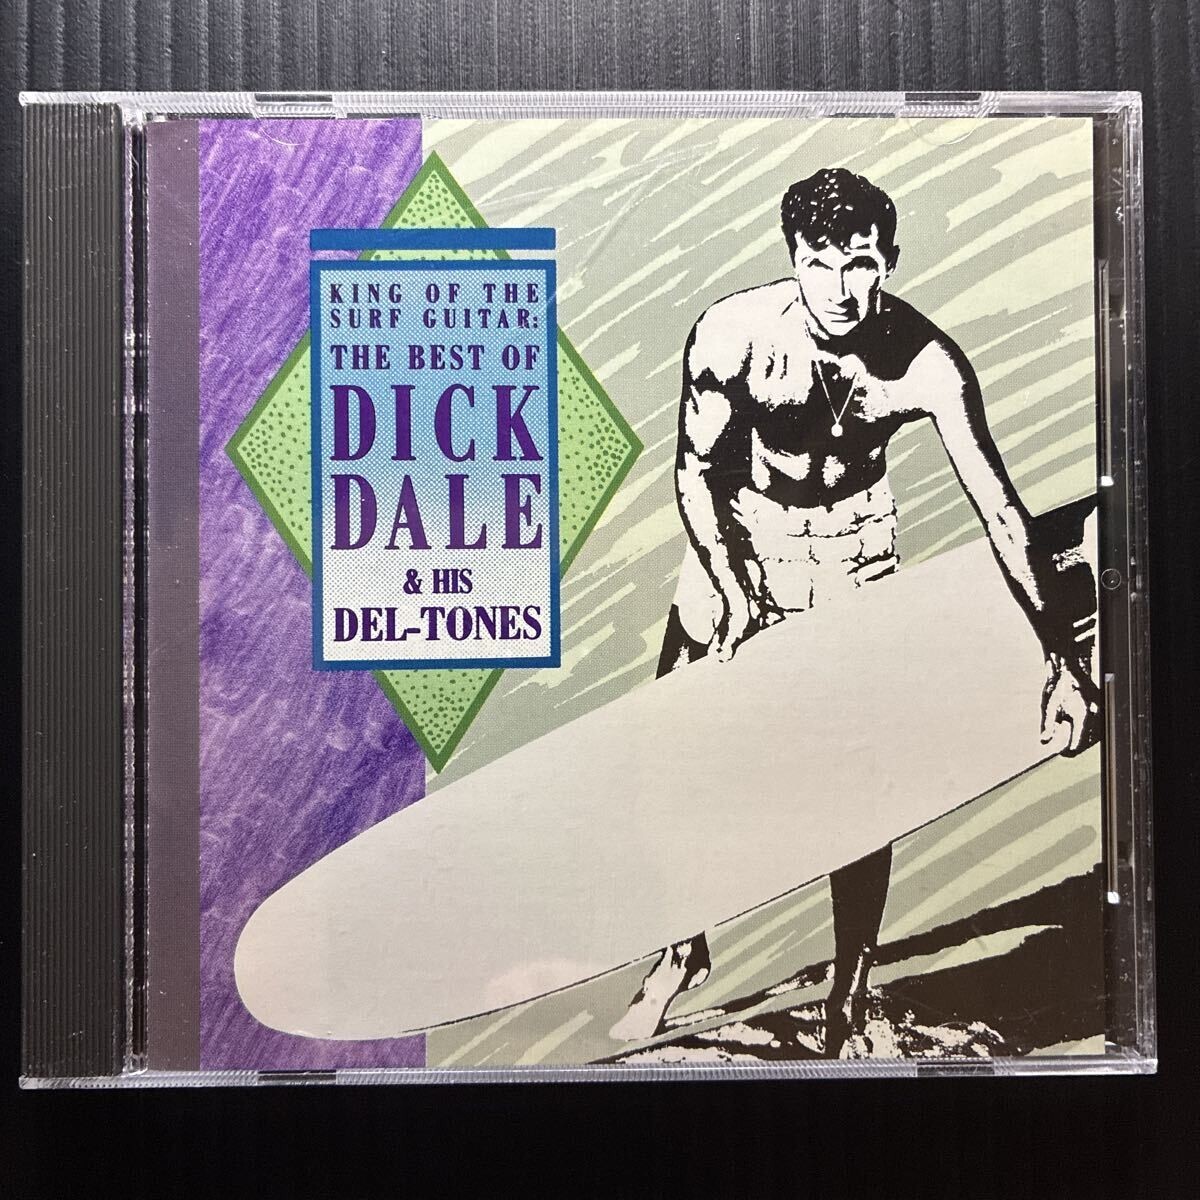 KING OF THE
SURF GUITAR:
THE BEST OF
DICK
DALE
& HIS
DEL-TONES